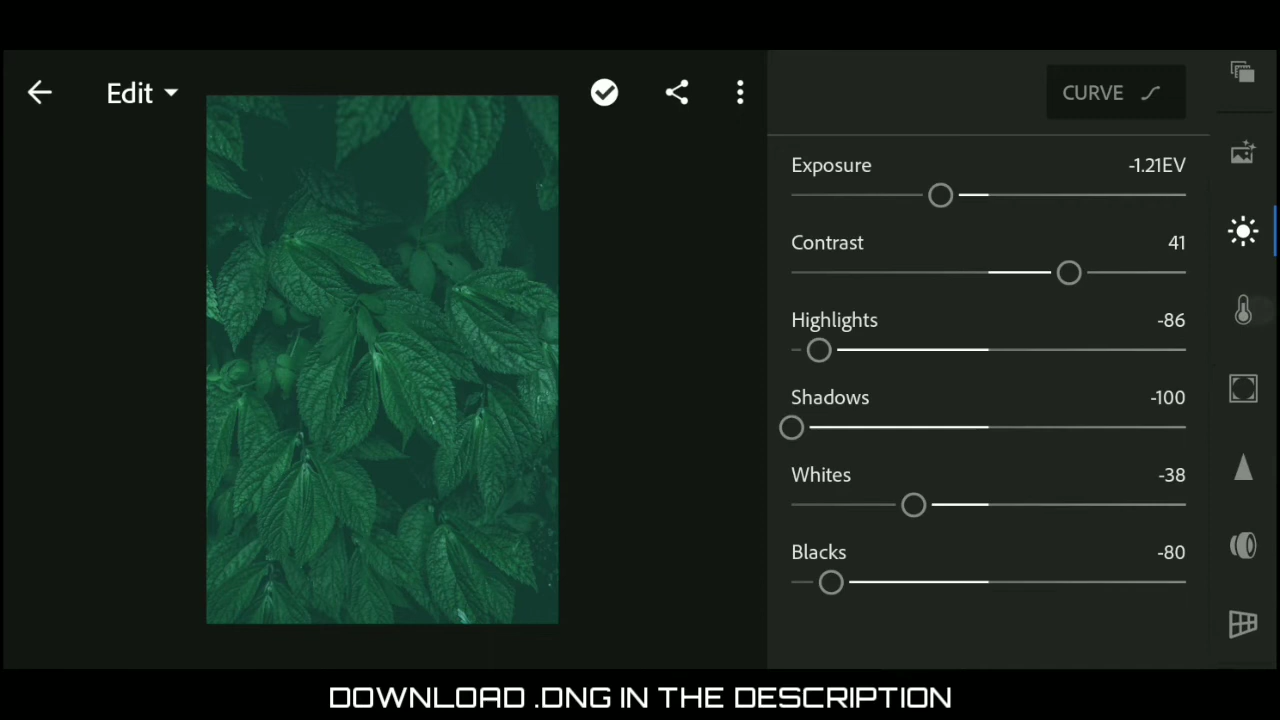 Edit
CURVE
Exposure -1.21EV
Contrast 41
Highlights -86
Shadows -100
Whites -38
Blacks -80
DOWNLOAD .DNG IN THE DESCRIPTION